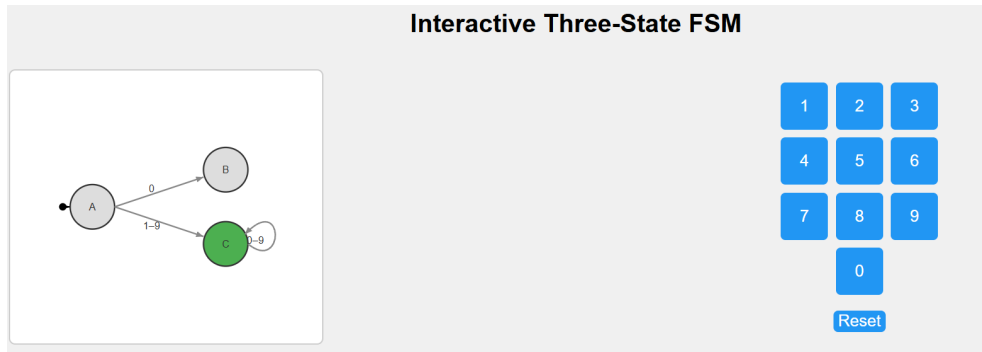 Interactive Three-State FSM
1 2 3
4 5 6
7 8 9
0
Reset
B
0
A
1–9
C
0–9